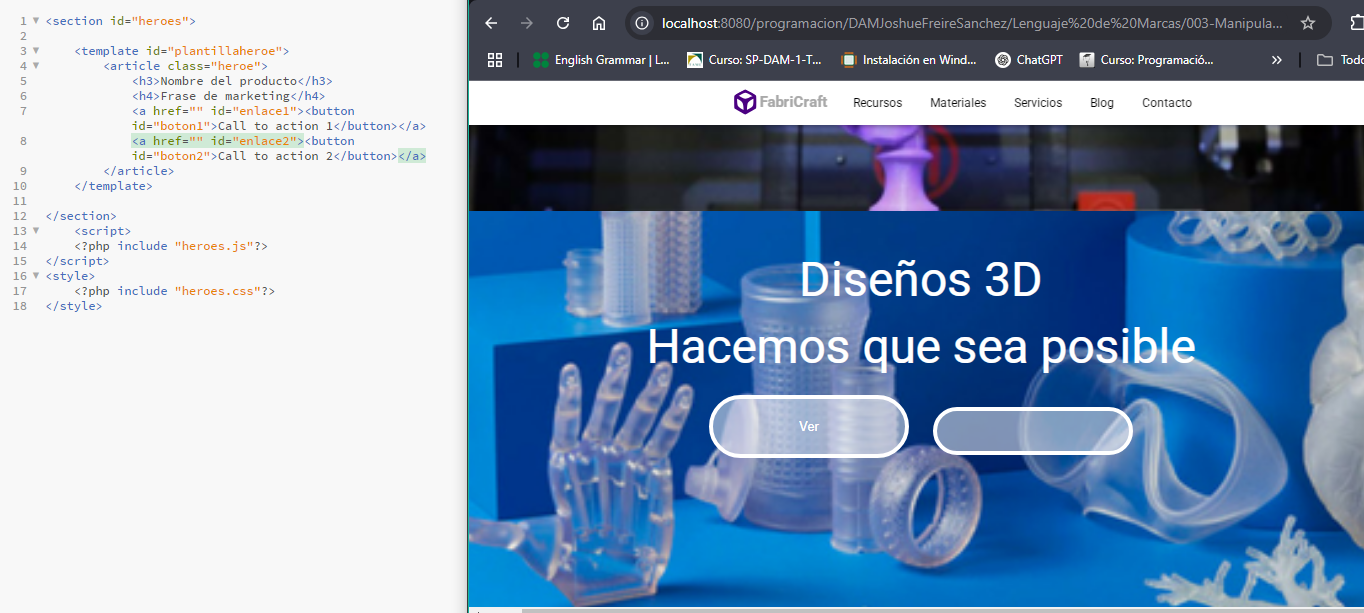 1 <section id="heroes">
2
3 <template id="plantillaheroe">
4 <article class="heroe">
5 <h3>Nombre del producto</h3>
6 <h4>Frase de marketing</h4>
7 <a href="" id="enlace1"><button
id="boton1">Call to action 1</button></a>
8 <a href="" id="enlace2"><button
id="boton2">Call to action 2</button></a>
9 </article>
10 </template>
11
12 </section>
13 <script>
14 <?php include "heroes.js"?>
15 </script>
16 <style>
17 <?php include "heroes.css"?>
18 </style>
localhost:8080/programacion/DAMJoshueFreireSanchez/Lenguaje%20de%20Marcas/003-Manipula...
English Grammar | L... Curso: SP-DAM-1-T... Instalación en Wind... ChatGPT Curso: Programació... » Todo
FabriCraft Recursos Materiales Servicios Blog Contacto
Diseños 3D
Hacemos que sea posible
Ver